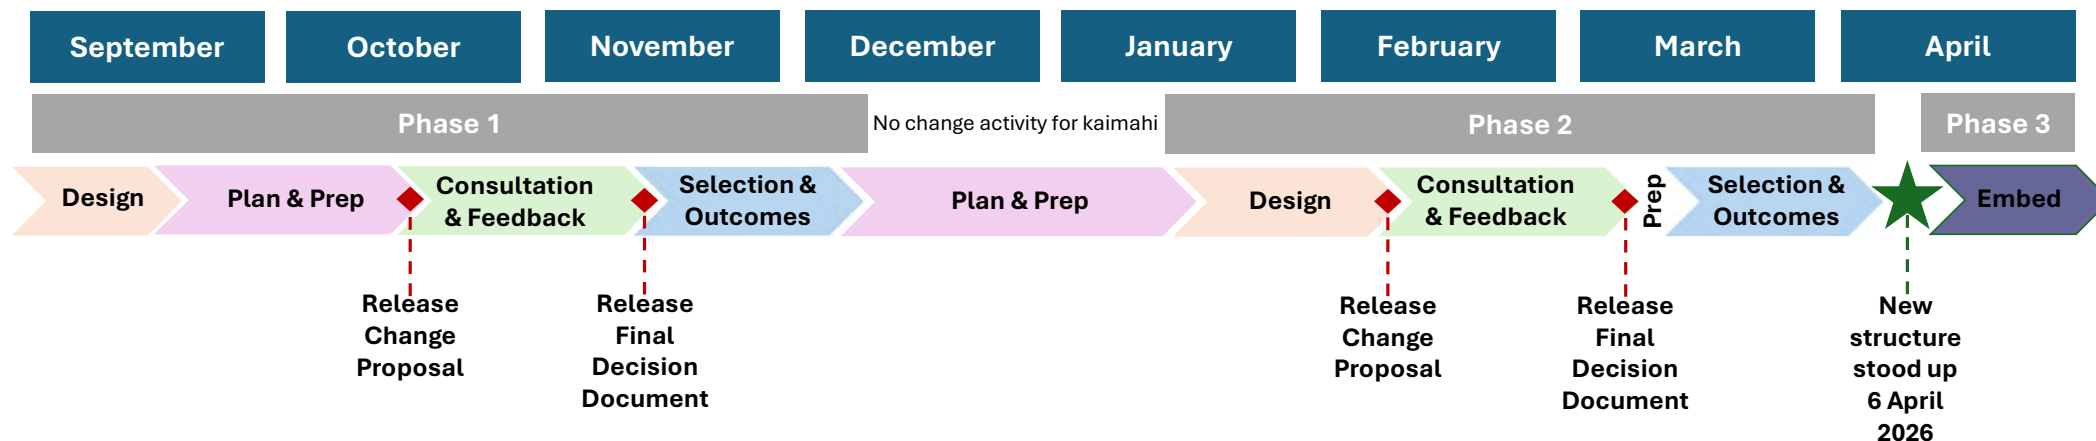 September
October
November
December
January
February
March
April
Phase 1
No change activity for kaimahi
Phase 2
Phase 3
Design
Plan & Prep
Consultation
& Feedback
Selection &
Outcomes
Plan & Prep
Design
Consultation
& Feedback
Prep
Selection &
Outcomes
Embed
Release
Change
Proposal
Release
Final
Decision
Document
Release
Change
Proposal
Release
Final
Decision
Document
New
structure
stood up
6 April
2026